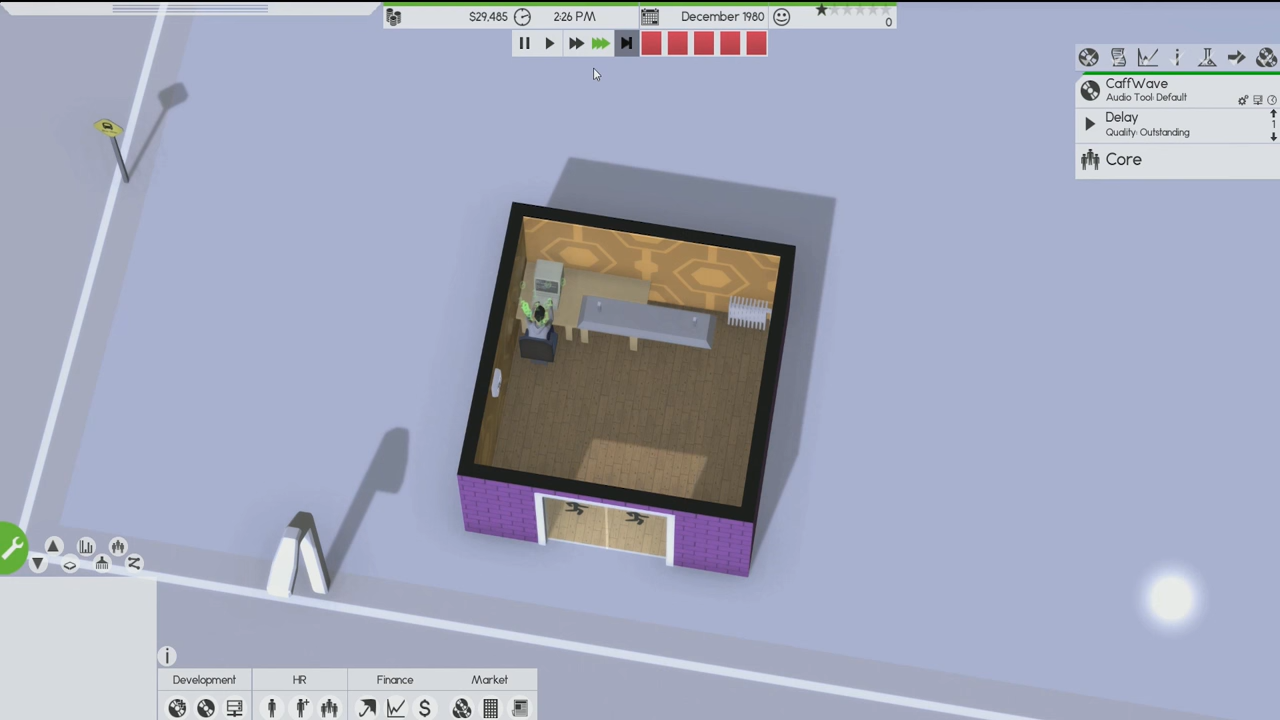 $29,485
2:26 PM
December 1980
0
CaffWave
Audio Tool: Default
Delay
1
Quality: Outstanding
Core
Development
HR
Finance
Market